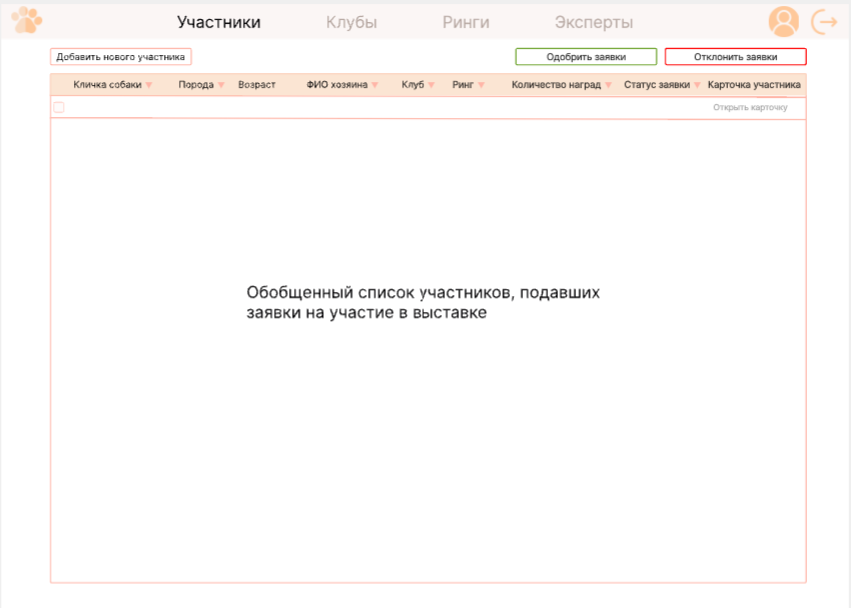 Участники Клубы Ринги Эксперты
Добавить нового участника Одобрить заявки Отклонить заявки
Кличка собаки Порода Возраст ФИО хозяина Клуб Ринг Количество наград Статус заявки Карточка участника
Открыть карточку
Обобщенный список участников, подавших
заявки на участие в выставке